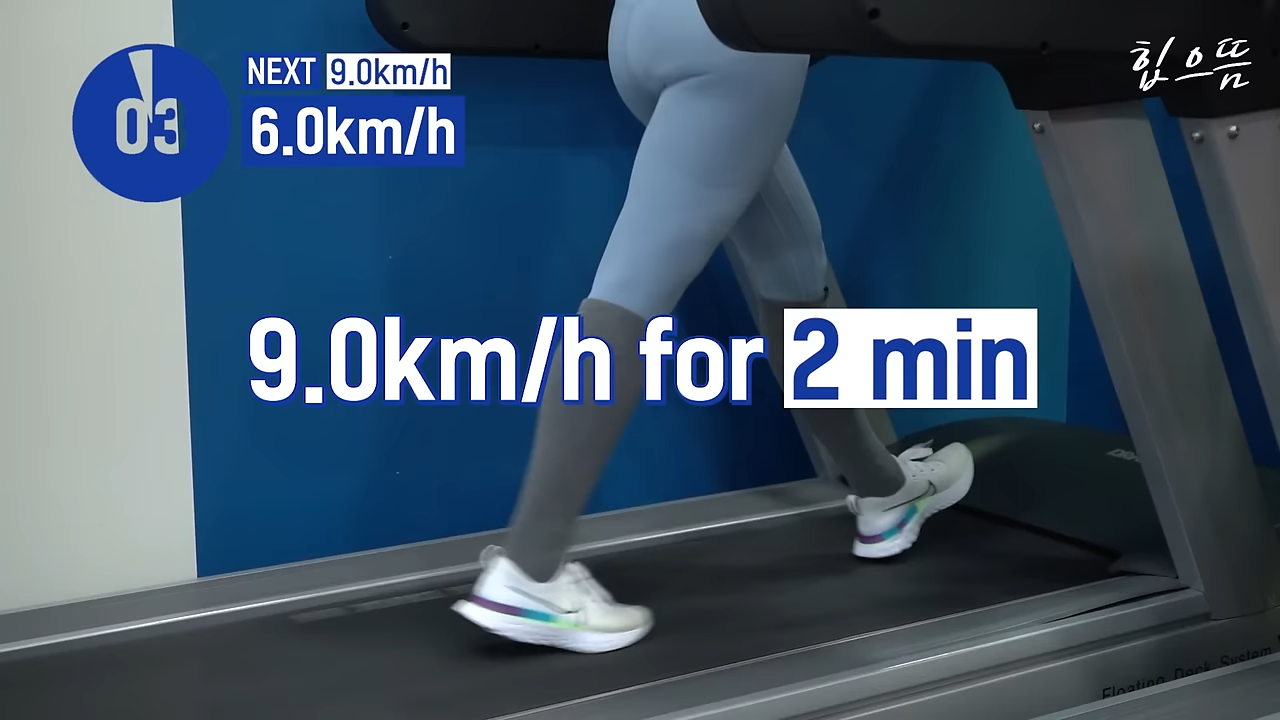 03
NEXT 9.0km/h
6.0km/h
힙으뜸
9.0km/h for 2 min
Floating Deck System